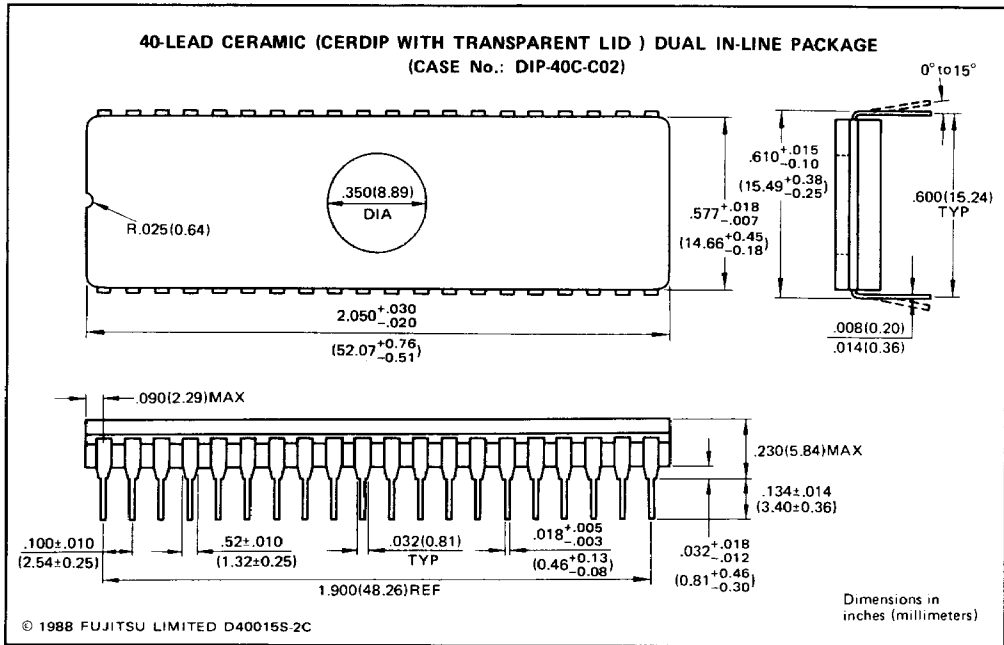 40-LEAD CERAMIC (CERDIP WITH TRANSPARENT LID ) DUAL IN-LINE PACKAGE
(CASE No.: DIP-40C-C02)
0° to 15°
.350(8.89)
DIA
R.025(0.64)
.577 +.018 -.007
(14.66 +0.45 -0.18)
.610 +.015 -0.10
(15.49 +0.38 -0.25)
.600(15.24)
TYP
2.050 +.030 -.020
(52.07 +0.76 -0.51)
.008(0.20)
.014(0.36)
.090(2.29)MAX
.230(5.84)MAX
.134±.014
(3.40±0.36)
.100±.010
(2.54±0.25)
.52±.010
(1.32±0.25)
.032(0.81)
TYP
.018 +.005 -.003
(0.46 +0.13 -0.08)
.032 +.018 -.012
(0.81 +0.46 -0.30)
1.900(48.26)REF
Dimensions in
inches (millimeters)
© 1988 FUJITSU LIMITED D40015S-2C